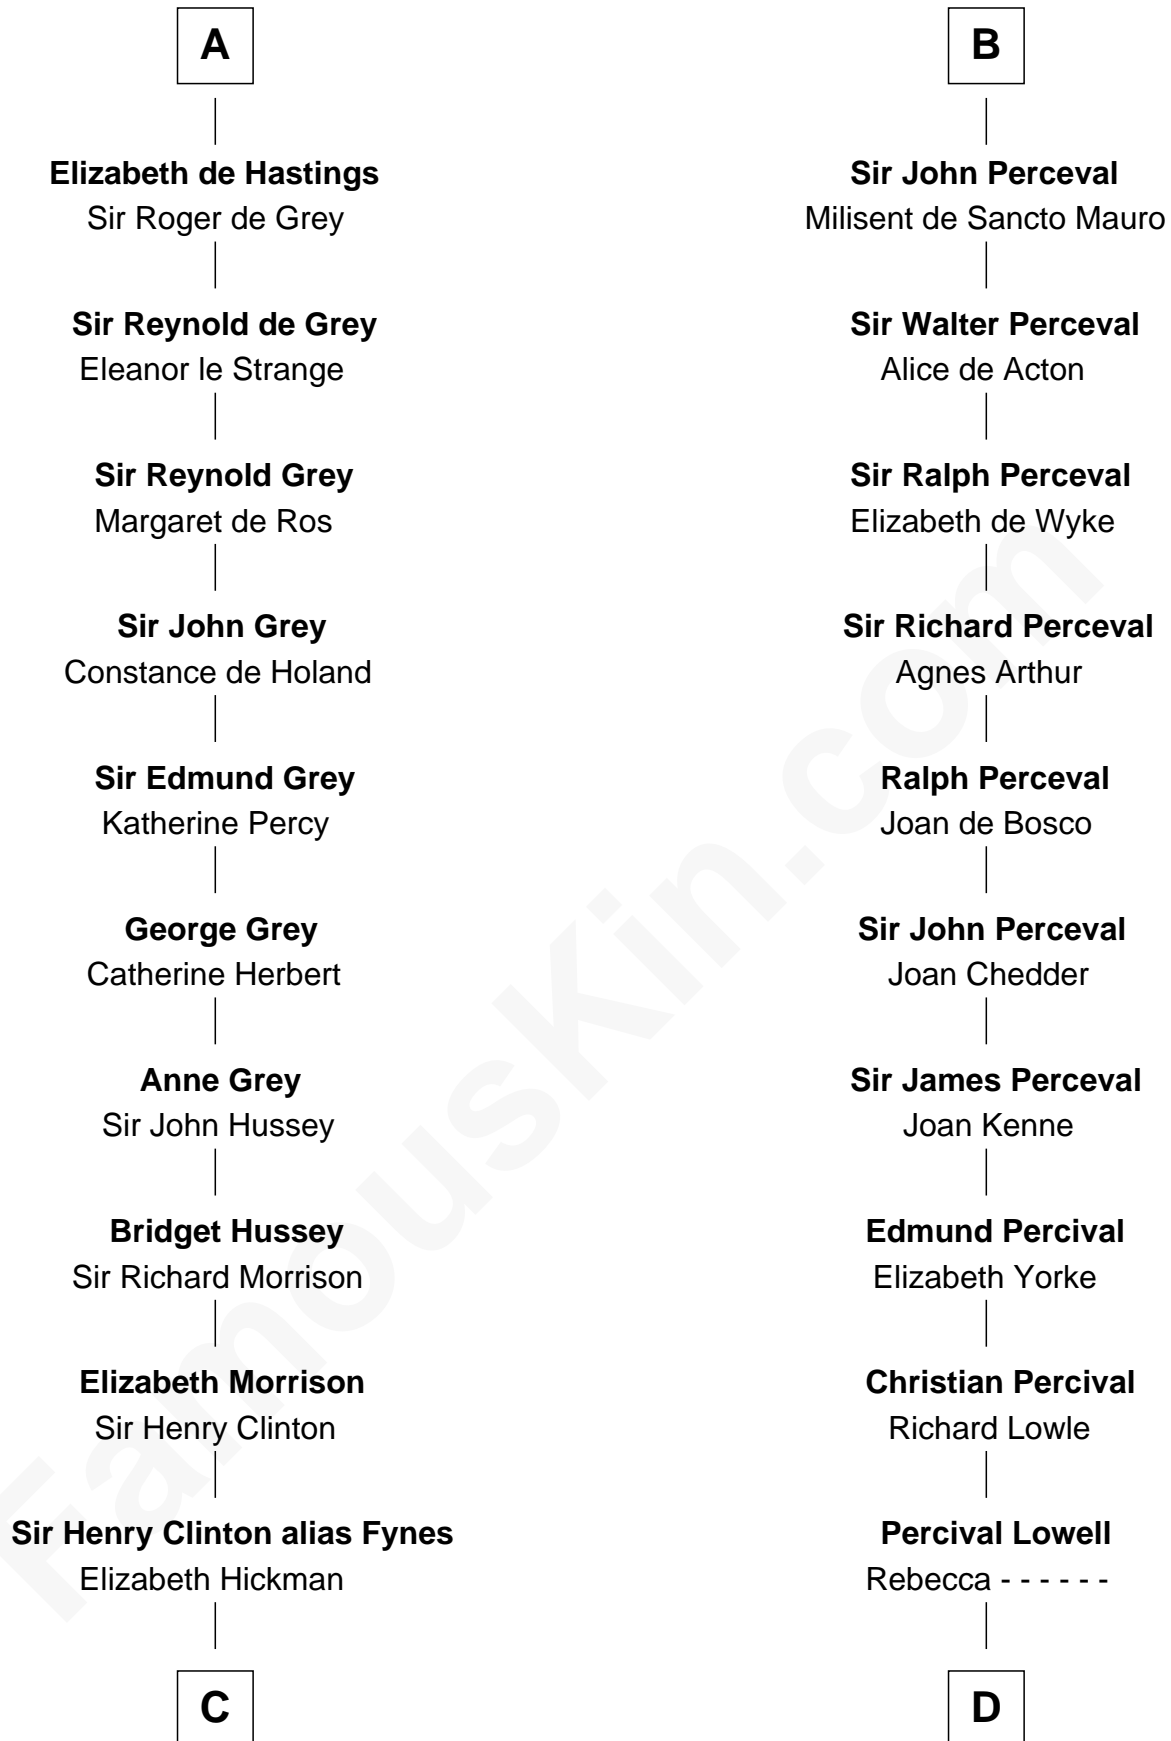 A
Elizabeth de Hastings
Sir Roger de Grey
Sir Reynold de Grey
Eleanor le Strange
Sir Reynold Grey
Margaret de Ros
Sir John Grey
Constance de Holand
Sir Edmund Grey
Katherine Percy
George Grey
Catherine Herbert
Anne Grey
Sir John Hussey
Bridget Hussey
Sir Richard Morrison
Elizabeth Morrison
Sir Henry Clinton
Sir Henry Clinton alias Fynes
Elizabeth Hickman
C
B
Sir John Perceval
Milisent de Sancto Mauro
Sir Walter Perceval
Alice de Acton
Sir Ralph Perceval
Elizabeth de Wyke
Sir Richard Perceval
Agnes Arthur
Ralph Perceval
Joan de Bosco
Sir John Perceval
Joan Chedder
Sir James Perceval
Joan Kenne
Edmund Percival
Elizabeth Yorke
Christian Percival
Richard Lowle
Percival Lowell
Rebecca - - - - - -
D
FamousKin.com